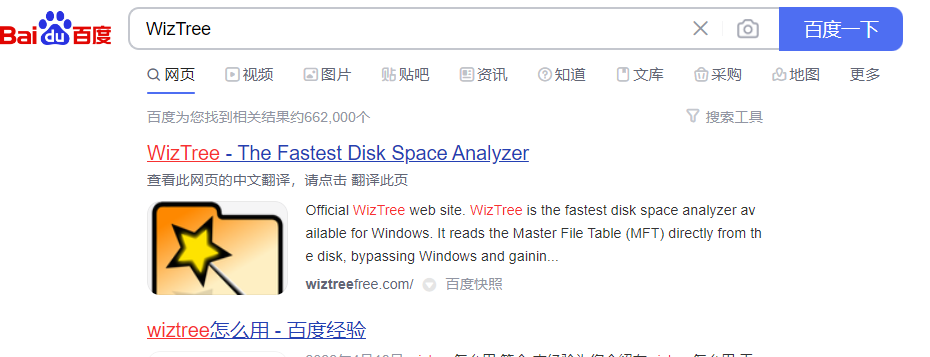 Bai du 百度
WizTree
百度一下
网页 视频 图片 贴吧 资讯 知道 文库 采购 地图 更多
百度为您找到相关结果约662,000个
搜索工具
WizTree - The Fastest Disk Space Analyzer
查看此网页的中文翻译，请点击 翻译此页
Official WizTree web site. WizTree is the fastest disk space analyzer av
ailable for Windows. It reads the Master File Table (MFT) directly from th
e disk, bypassing Windows and gainin...
wiztreefree.com/ 百度快照
wiztree怎么用 - 百度经验